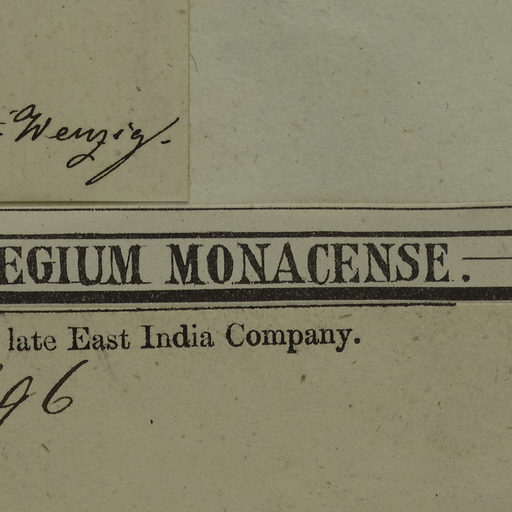 Wenzig.
EGIUM MONACENSE.
late East India Company.
96